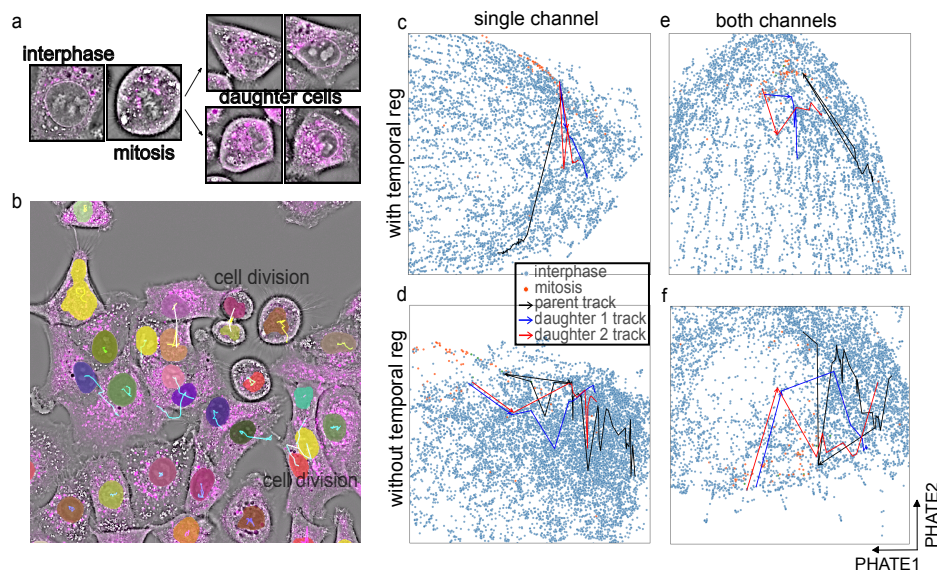 a
interphase
mitosis
daughter cells
b
cell division
cell division
single channel
both channels
c
e
with temporal reg
d
f
without temporal reg
interphase
mitosis
parent track
daughter 1 track
daughter 2 track
PHATE1
PHATE2